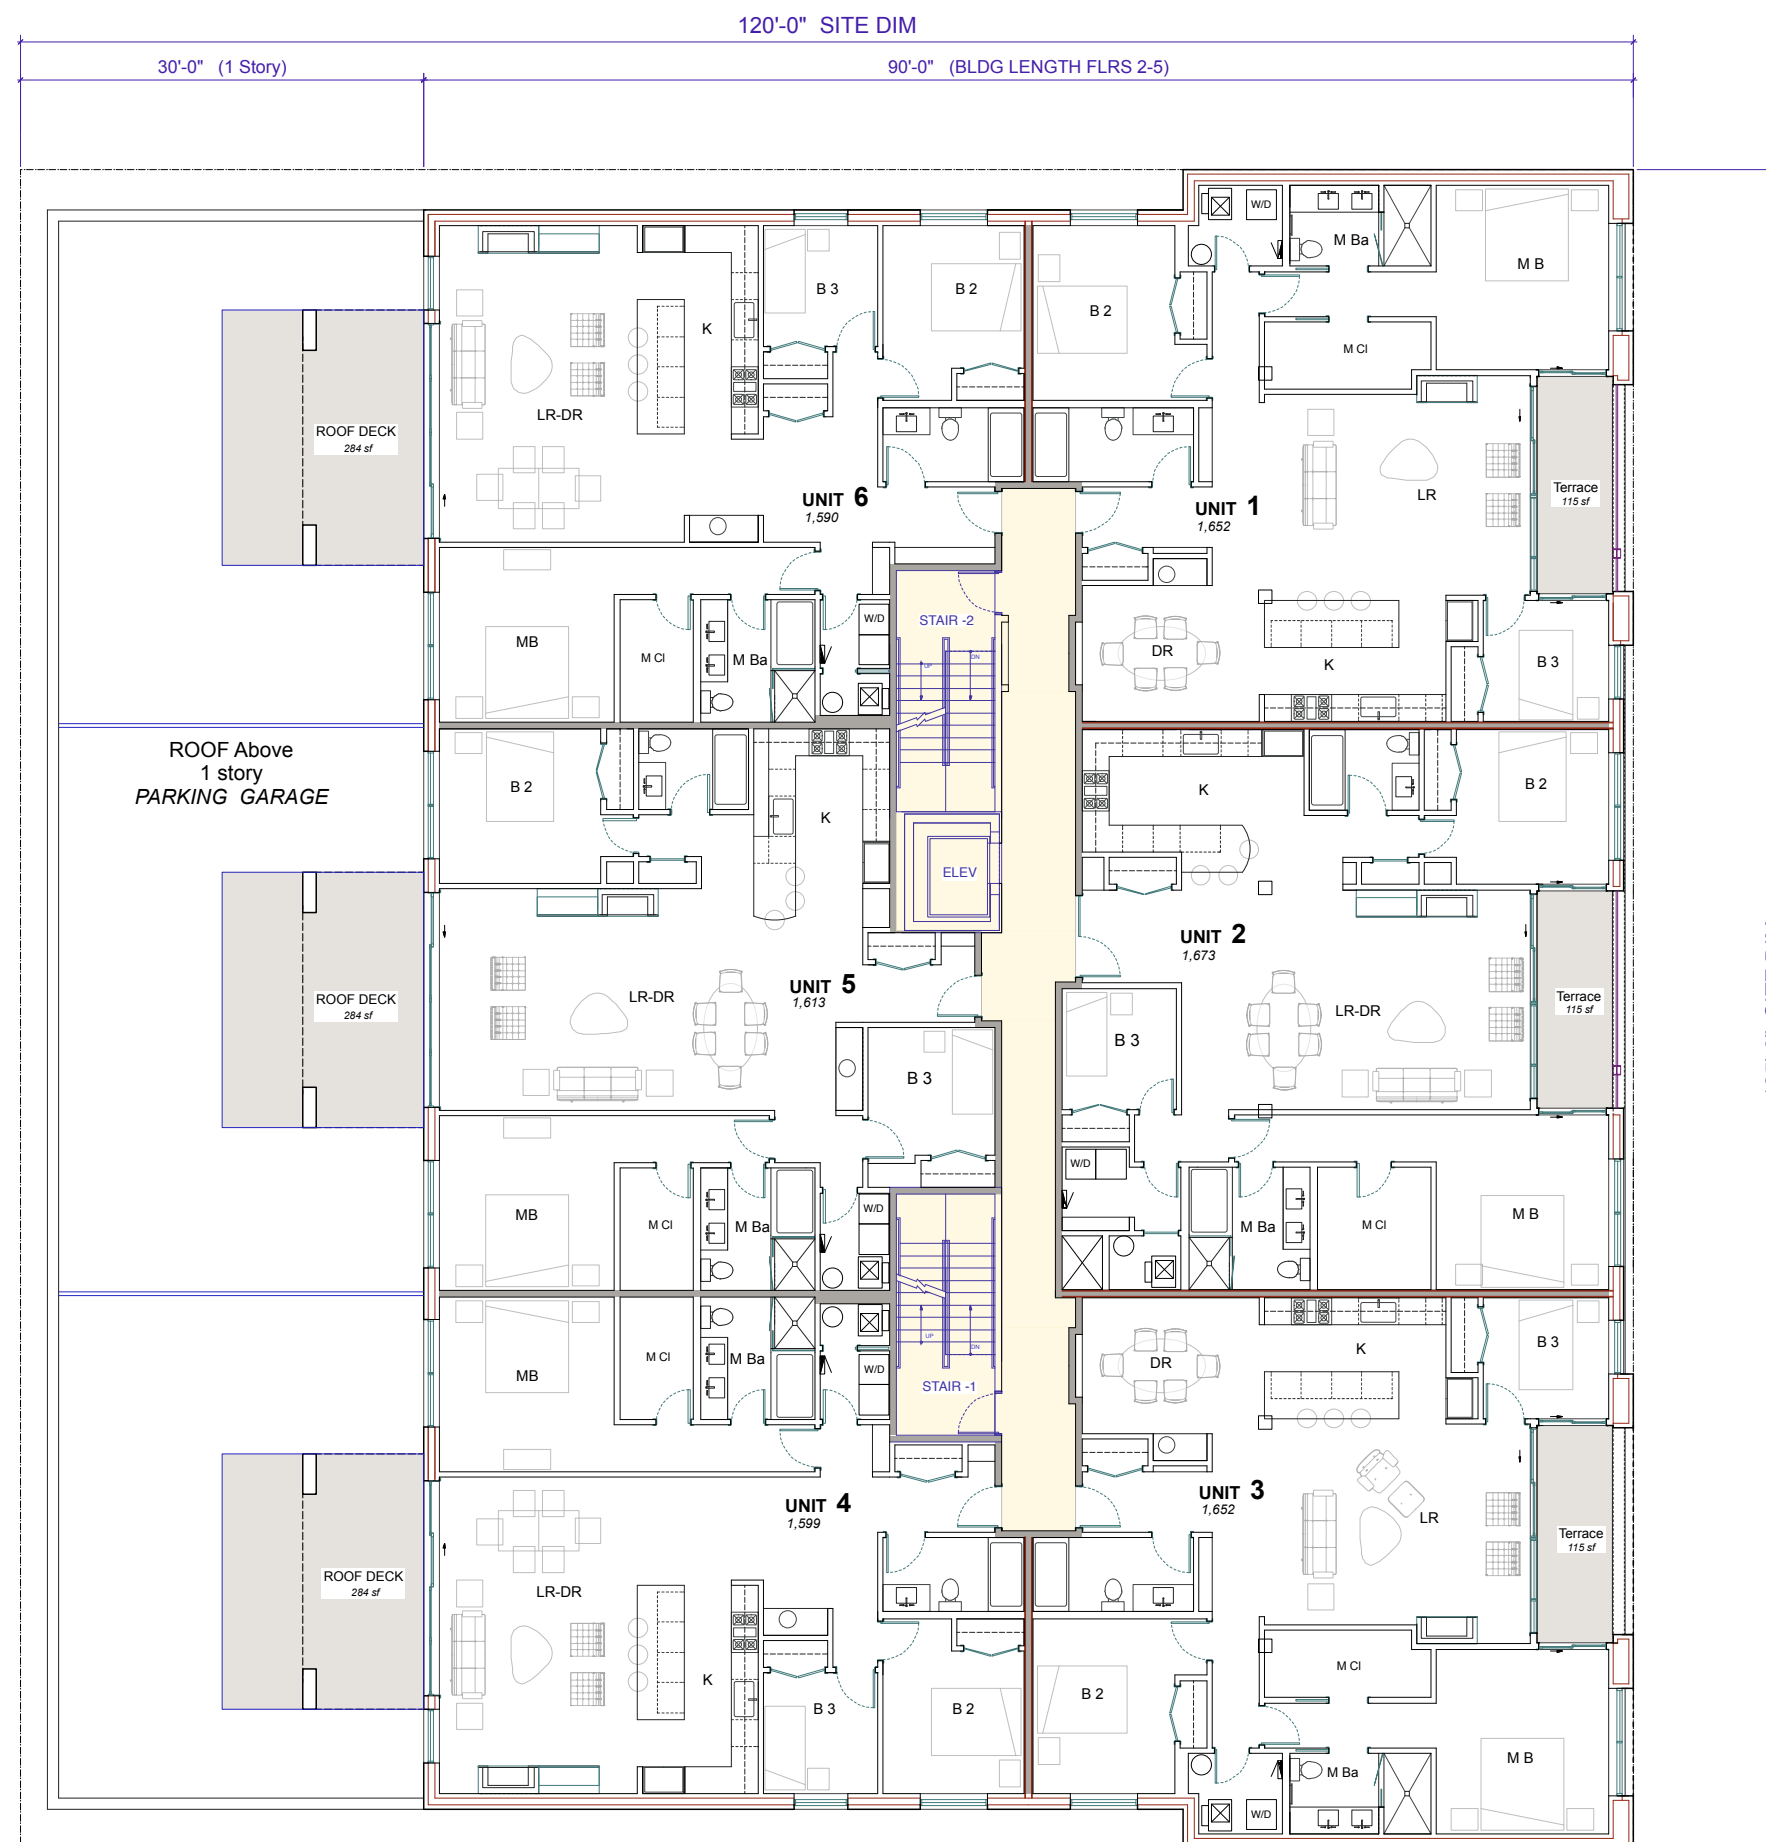 120'-0" SITE DIM
30'-0" (1 Story)
90'-0" (BLDG LENGTH FLRS 2-5)
W/D
M Ba
M B
B 3
B 2
B 2
K
M Cl
LR-DR
ROOF DECK
284 sf
LR
Terrace
115 sf
UNIT 6
1,590
UNIT 1
1,652
STAIR -2
UP
DN
W/D
MB
M Cl
M Ba
DR
K
B 3
ROOF Above
1 story
PARKING GARAGE
B 2
K
K
B 2
ELEV
UNIT 5
1,613
UNIT 2
1,673
ROOF DECK
284 sf
LR-DR
LR-DR
Terrace
115 sf
B 3
B 3
W/D
MB
M Cl
M Ba
W/D
M Ba
M Cl
M B
MB
M Cl
M Ba
W/D
UP
DN
STAIR -1
DR
K
B 3
UNIT 4
1,599
UNIT 3
1,652
LR
Terrace
115 sf
ROOF DECK
284 sf
LR-DR
K
B 3
B 2
B 2
M Cl
M B
M Ba
W/D